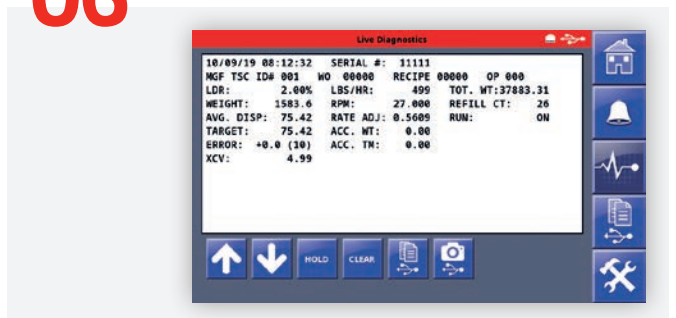 06
Live Diagnostics
10/09/19 08:12:32 SERIAL #: 11111
MGF TSC ID# 001 WO 00000 RECIPE 00000 OP 000
LDR: 2.00% LBS/HR: 499 TOT. WT:37883.31
WEIGHT: 1583.6 RPM: 27.000 REFILL CT: 26
AVG. DISP: 75.42 RATE ADJ: 0.5609 RUN: ON
TARGET: 75.42 ACC. WT: 0.00
ERROR: +0.0 (10) ACC. TM: 0.00
XCV: 4.99
HOLD CLEAR